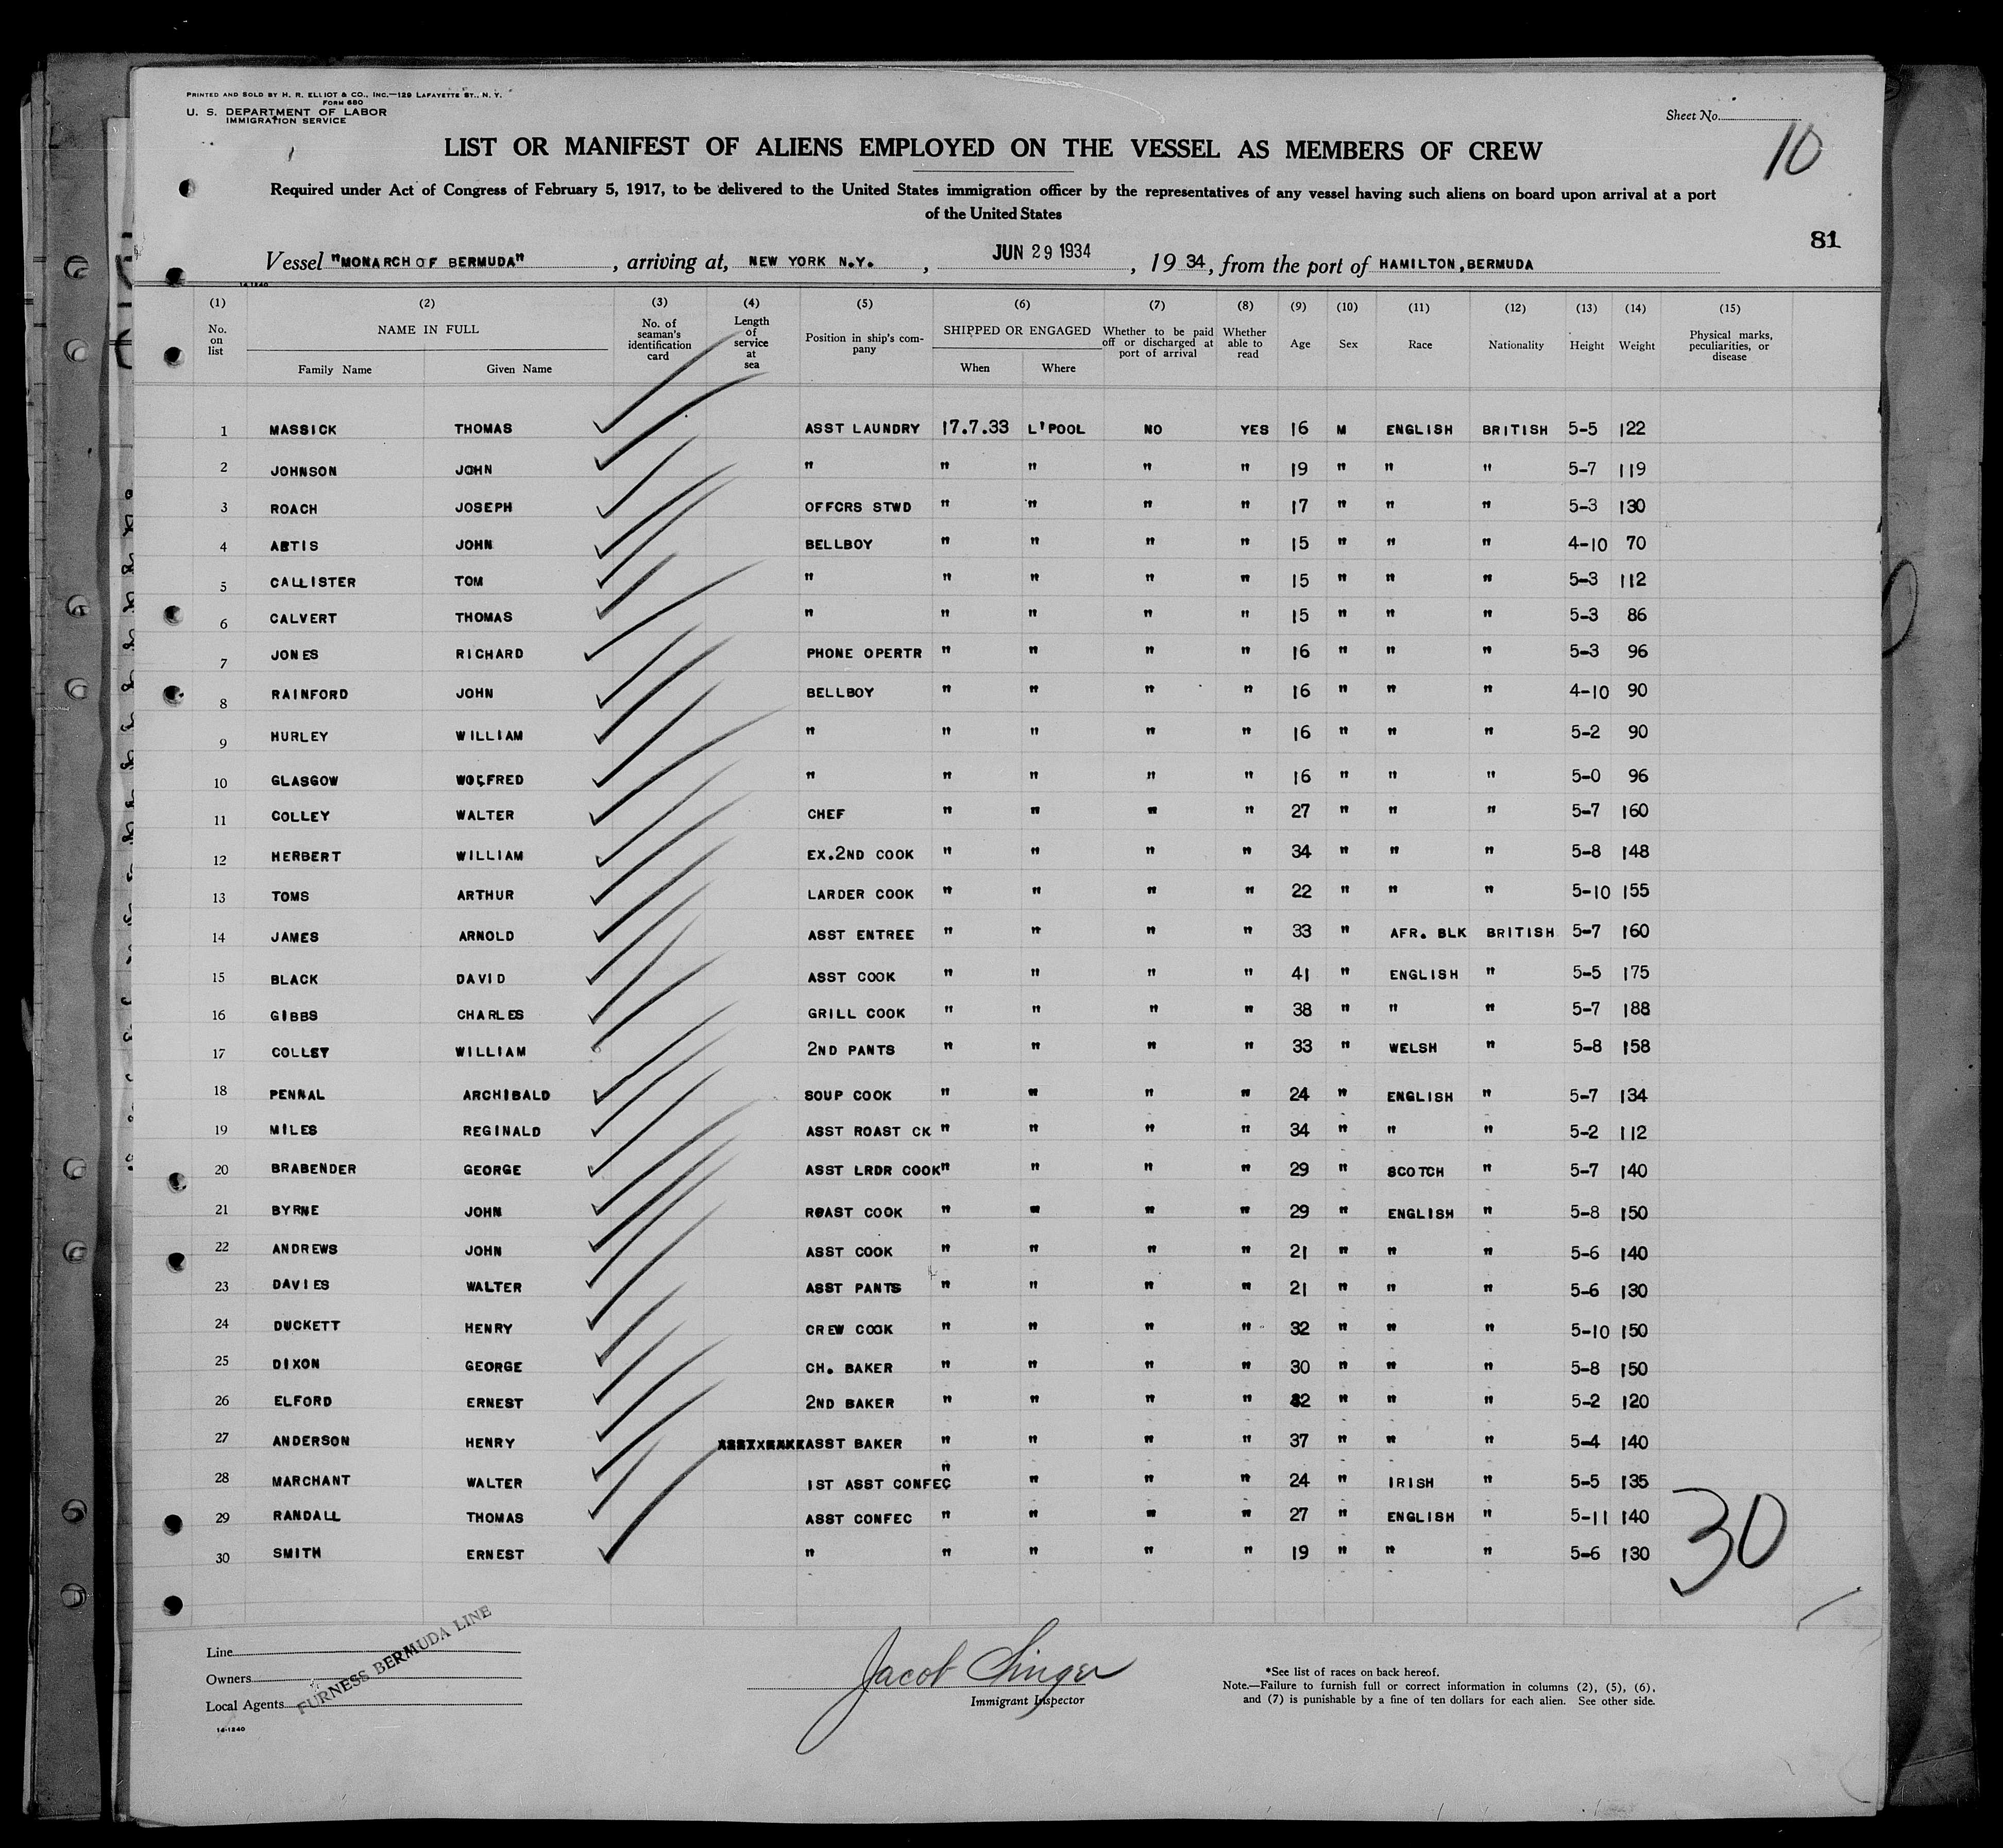 PRINTED AND SOLD BY H. R. ELLIOT & CO., INC.—129 LAFAYETTE ST., N. Y.
FORM 680
U. S. DEPARTMENT OF LABOR
IMMIGRATION SERVICE
Sheet No.
10
LIST OR MANIFEST OF ALIENS EMPLOYED ON THE VESSEL AS MEMBERS OF CREW
Required under Act of Congress of February 5, 1917, to be delivered to the United States immigration officer by the representatives of any vessel having such aliens on board upon arrival at a port
of the United States
81
Vessel "MONARCH OF BERMUDA", arriving at, NEW YORK N.Y., JUN 29 1934, 19 34, from the port of HAMILTON, BERMUDA
14-1240
(1) (2) (3) (4) (5) (6) (7) (8) (9) (10) (11) (12) (13) (14) (15)
No. on list NAME IN FULL Family Name Given Name No. of seaman's identification card Length of service at sea Position in ship's company SHIPPED OR ENGAGED When Where Whether to be paid off or discharged at port of arrival Whether able to read Age Sex Race Nationality Height Weight Physical marks, peculiarities, or disease
1 MASSICK THOMAS ASST LAUNDRY 17.7.33 L'POOL NO YES 16 M ENGLISH BRITISH 5-5 122
2 JOHNSON JOHN " " " " " 19 " " " 5-7 119
3 ROACH JOSEPH OFFCRS STWD " " " " 17 " " " 5-3 130
4 JOHN BELLBOY " " " " 15 " " " 4-10 70
5 CALLISTER TOM " " " " " 15 " " " 5-3 112
6 CALVERT THOMAS " " " " " 15 " " " 5-3 86
7 JONES RICHARD PHONE OPERTR " " " " 16 " " " 5-3 96
8 RAINFORD JOHN BELLBOY " " " " 16 " " " 4-10 90
9 HURLEY WILLIAM " " " " " 16 " " " 5-2 90
10 GLASGOW " " " " " 16 " " " 5-0 96
11 COLLEY WALTER CHEF " " " " 27 " " " 5-7 160
12 HERBERT WILLIAM EX.2ND COOK " " " " 34 " " " 5-8 148
13 TOMS ARTHUR LARDER COOK " " " " 22 " " " 5-10 155
14 JAMES ARNOLD ASST ENTREE " " " " 33 " AFR. BLK BRITISH 5-7 160
15 BLACK DAVID ASST COOK " " " " 41 " ENGLISH " 5-5 175
16 GIBBS CHARLES GRILL COOK " " " " 38 " " " 5-7 188
17 WILLIAM 2ND PANTS " " " " 33 " WELSH " 5-8 158
18 PENNAL ARCHIBALD SOUP COOK " " " " 24 " ENGLISH " 5-7 134
19 MILES REGINALD ASST ROAST CK " " " " 34 " " " 5-2 112
20 BRABENDER GEORGE ASST LRDR COOK " " " " 29 " SCOTCH " 5-7 140
21 BYRNE JOHN ROAST COOK " " " " 29 " ENGLISH " 5-8 150
22 ANDREWS JOHN ASST COOK " " " " 21 " " " 5-6 140
23 DAVIES WALTER ASST PANTS " " " " 21 " " " 5-6 130
24 DUCKETT HENRY CREW COOK " " " " 32 " " " 5-10 150
25 DIXON GEORGE CH. BAKER " " " " 30 " " " 5-8 150
26 ELFORD ERNEST 2ND BAKER " " " " " " " 5-2 120
27 ANDERSON HENRY ASST BAKER " " " " 37 " " " 5-4 140
28 MARCHANT WALTER 1ST ASST CONFEC " " " " 24 " IRISH " 5-5 135
29 RANDALL THOMAS ASST CONFEC " " " " 27 " ENGLISH " 5-11 140
30 SMITH ERNEST " " " " " 19 " " " 5-6 130
30
Line
Owners
Local Agents
FURNESS BERMUDA LINE
14-1240
Jacob Singer
Immigrant Inspector
*See list of races on back hereof.
Note.—Failure to furnish full or correct information in columns (2), (5), (6),
and (7) is punishable by a fine of ten dollars for each alien. See other side.